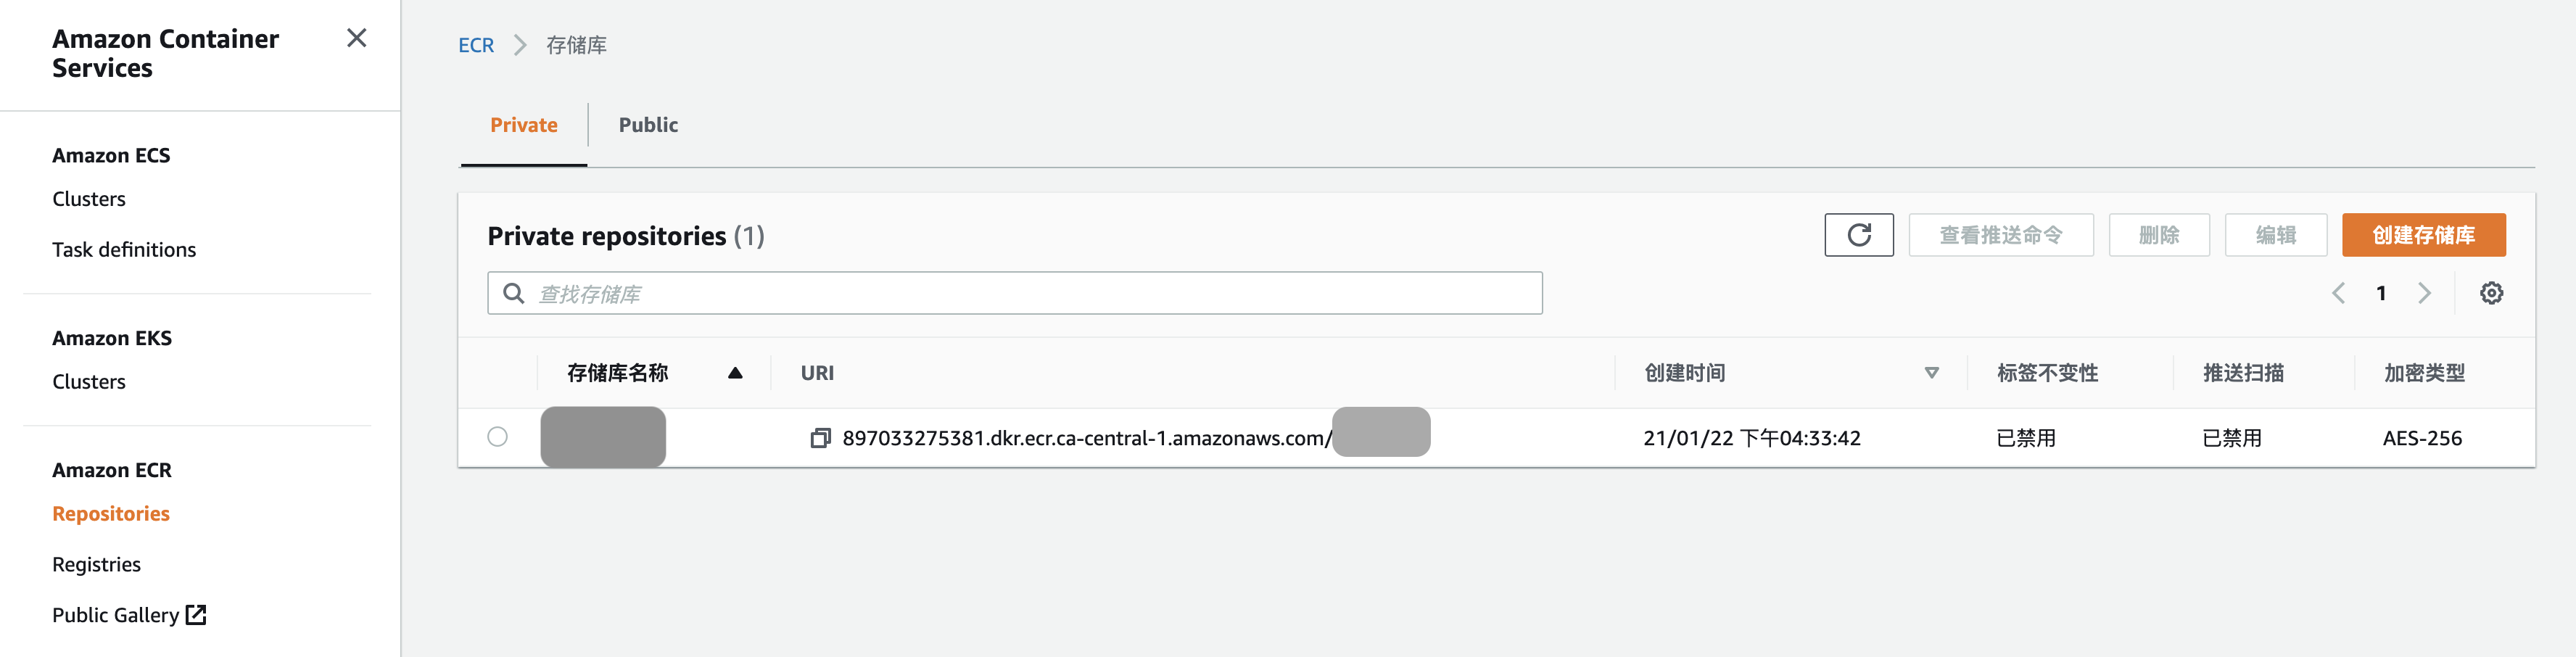 Amazon Container
Services
Amazon ECS
Clusters
Task definitions
Amazon EKS
Clusters
Amazon ECR
Repositories
Registries
Public Gallery
ECR 存储库
Private Public
Private repositories (1)
查看推送命令 删除 编辑 创建存储库
查找存储库
1
存储库名称 URI 创建时间 标签不变性 推送扫描 加密类型
897033275381.dkr.ecr.ca-central-1.amazonaws.com/ 21/01/22 下午04:33:42 已禁用 已禁用 AES-256